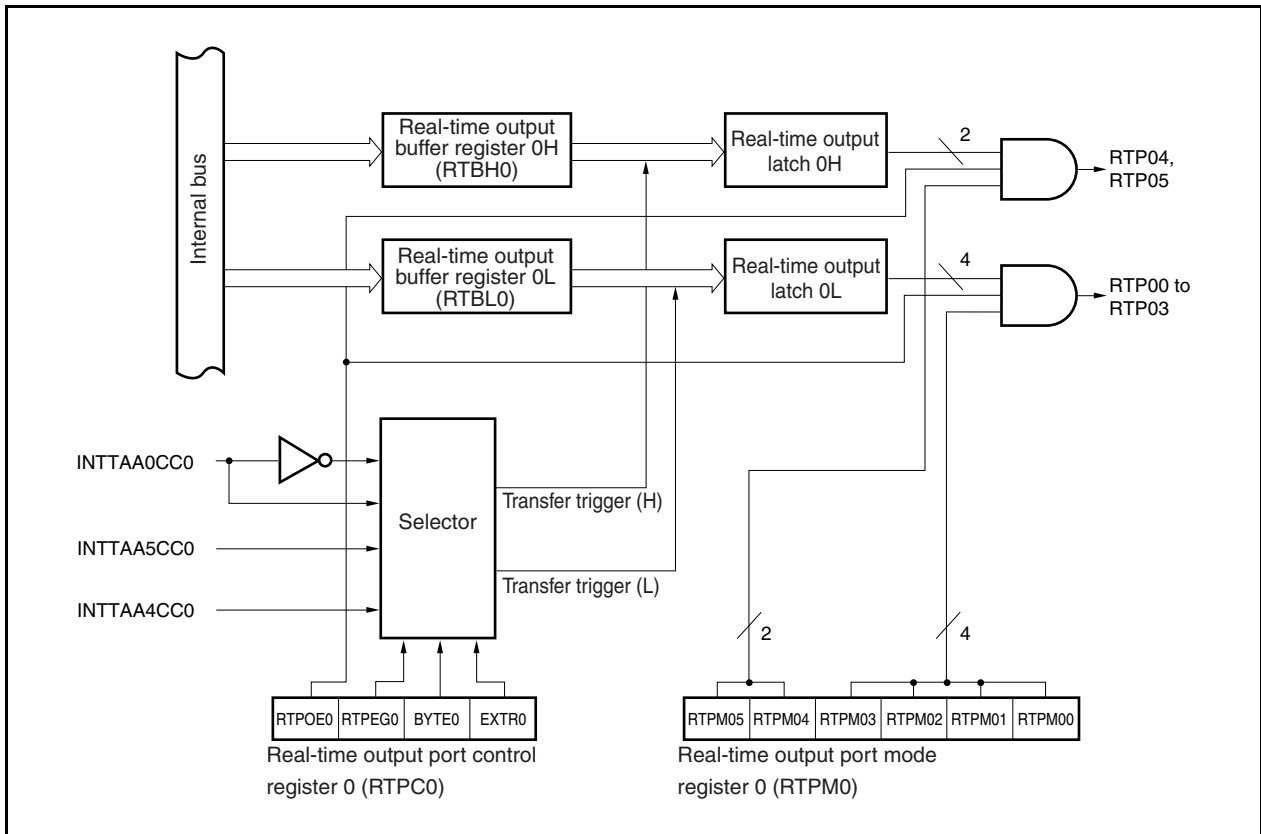 Internal bus
Real-time output
buffer register 0H
(RTBH0)
Real-time output
latch 0H
2
RTP04,
RTP05
Real-time output
buffer register 0L
(RTBL0)
Real-time output
latch 0L
4
RTP00 to
RTP03
INTTAA0CC0
INTTAA5CC0
INTTAA4CC0
Selector
Transfer trigger (H)
Transfer trigger (L)
2
4
RTPOE0 RTPEG0 BYTE0 EXTR0
Real-time output port control
register 0 (RTPC0)
RTPM05 RTPM04 RTPM03 RTPM02 RTPM01 RTPM00
Real-time output port mode
register 0 (RTPM0)